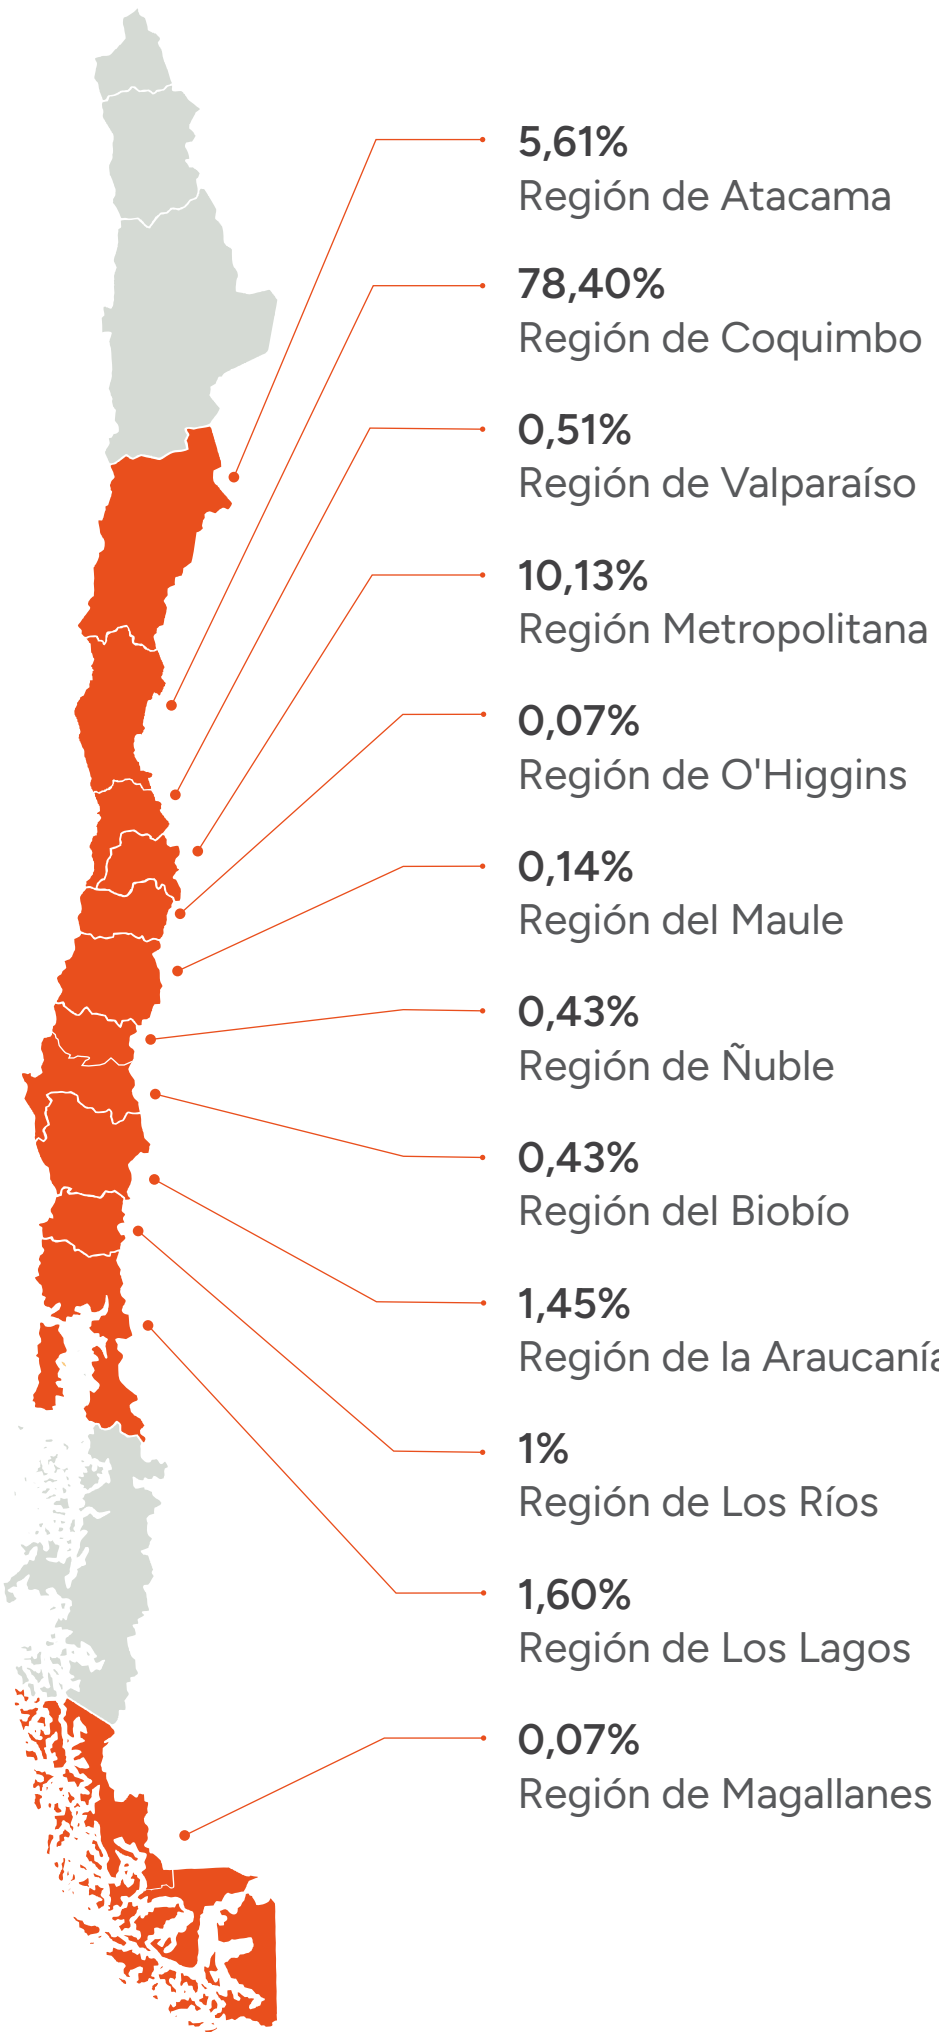 5,61%
Región de Atacama
78,40%
Región de Coquimbo
0,51%
Región de Valparaíso
10,13%
Región Metropolitana
0,07%
Región de O'Higgins
0,14%
Región del Maule
0,43%
Región de Ñuble
0,43%
Región del Biobío
1,45%
Región de la Araucanía
1%
Región de Los Ríos
1,60%
Región de Los Lagos
0,07%
Región de Magallanes